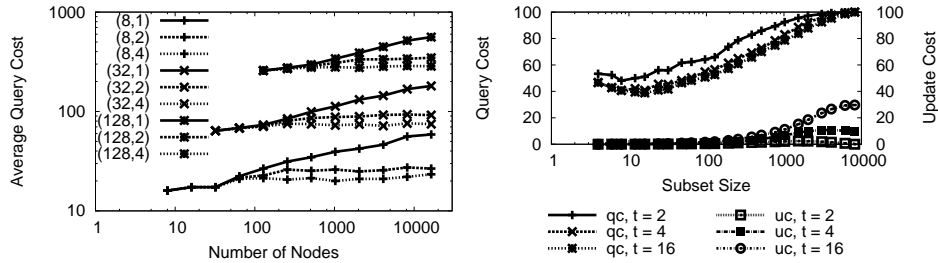 Average Query Cost
1000
100
10
(8,1)
(8,2)
(8,4)
(32,1)
(32,2)
(32,4)
(128,1)
(128,2)
(128,4)
1 10 100 1000 10000
Number of Nodes
Query Cost
100
80
60
40
20
0
1 10 100 1000 10000
Subset Size
100
80
60
40
20
0
Update Cost
qc, t = 2 uc, t = 2
qc, t = 4 uc, t = 4
qc, t = 16 uc, t = 16